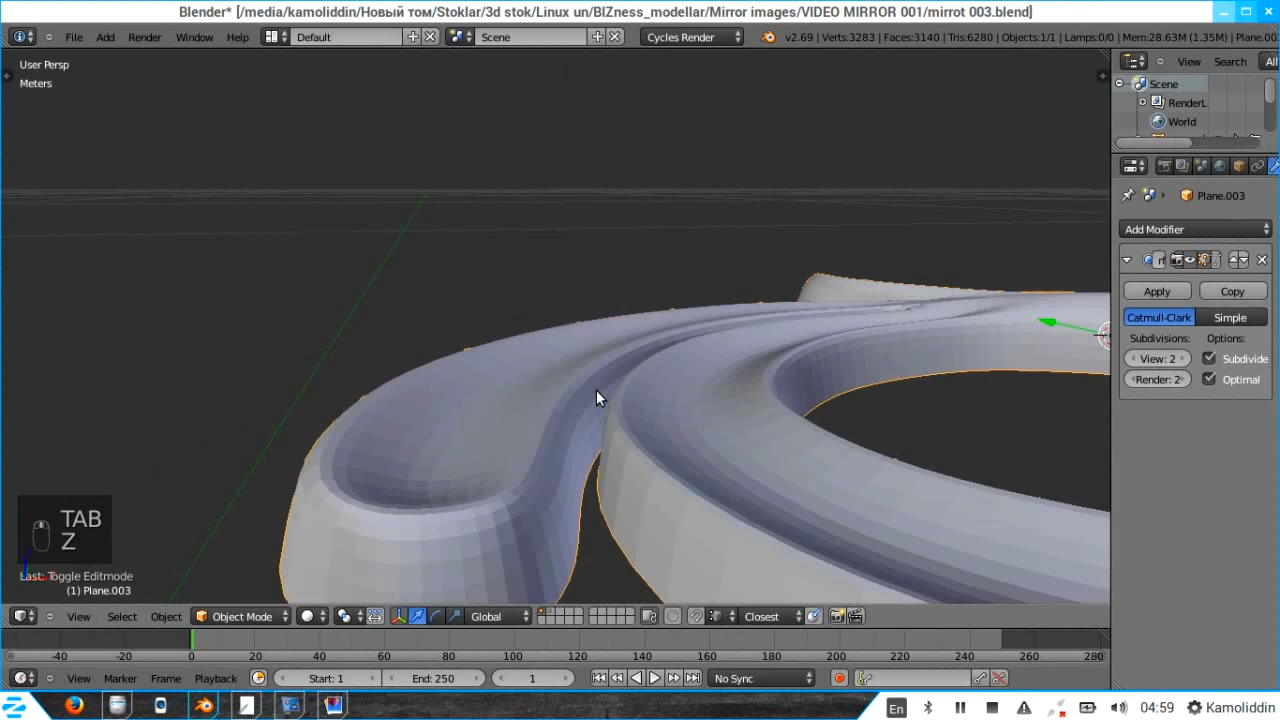 Blender* [/media/kamoliddin/Новый том/Stoklar/3d stok/Linux un/BIZness_modellar/Mirror images/VIDEO MIRROR 001/mirrot 003.blend]
File Add Render Window Help Default Scene Cycles Render v2.69 | Verts:3283 | Faces:3140 | Tris:6280 | Objects:1/1 | Lamps:0/0 | Mem:28.63M (1.35M) | Plane.00
User Persp
Meters
View Search All
Scene
RenderL
World
Plane.003
Add Modifier
Apply Copy
Catmull-Clark Simple
Subdivisions: Options:
View: 2 Subdivide
Render: 2 Optimal
TAB
Z
Last: Toggle Editmode
(1) Plane.003
View Select Object Object Mode Global Closest
-40 -20 0 20 40 60 80 100 120 140 160 180 200 220 240 260 280
View Marker Frame Playback Start: 1 End: 250 1 No Sync
En 04:59 Kamoliddin